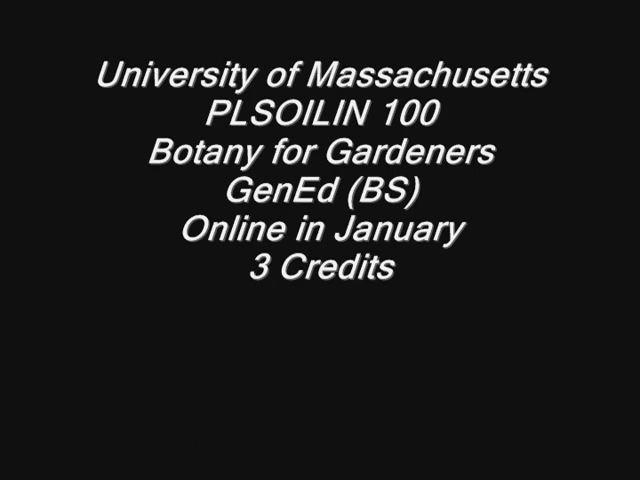 University of Massachusetts
PLSOILIN 100
Botany for Gardeners
GenEd (BS)
Online in January
3 Credits